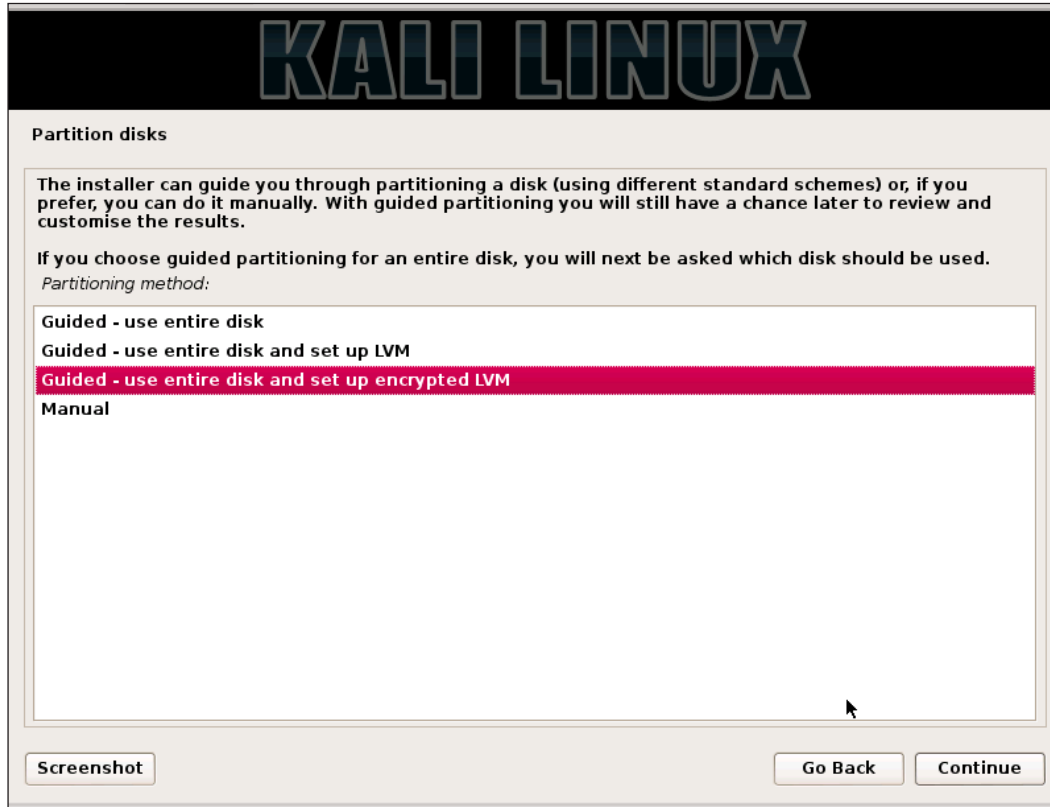 KALI LINUX
Partition disks
The installer can guide you through partitioning a disk (using different standard schemes) or, if you
prefer, you can do it manually. With guided partitioning you will still have a chance later to review and
customise the results.
If you choose guided partitioning for an entire disk, you will next be asked which disk should be used.
Partitioning method:
Guided - use entire disk
Guided - use entire disk and set up LVM
Guided - use entire disk and set up encrypted LVM
Manual
Screenshot
Go Back
Continue